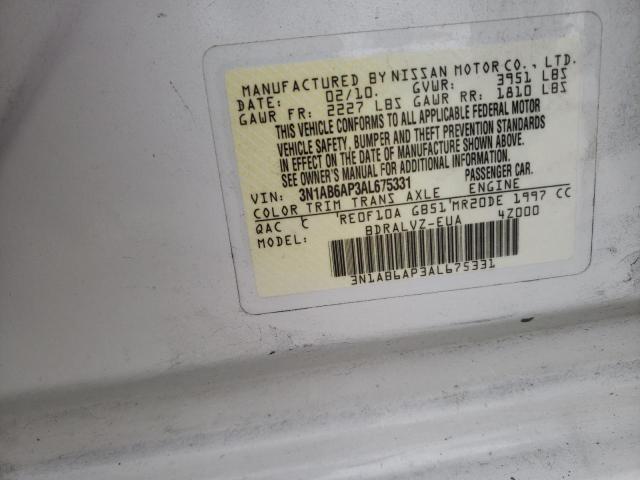 MANUFACTURED BY NISSAN MOTOR CO., LTD.
DATE: 02/10. GVWR: 3951 LBS
GAWR FR: 2227 LBS GAWR RR: 1810 LBS
THIS VEHICLE CONFORMS TO ALL APPLICABLE FEDERAL MOTOR
VEHICLE SAFETY, BUMPER AND THEFT PREVENTION STANDARDS
IN EFFECT ON THE DATE OF MANUFACTURE SHOWN ABOVE.
SEE OWNER'S MANUAL FOR ADDITIONAL INFORMATION.
VIN: 3N1AB6AP3AL675331 PASSENGER CAR.
COLOR TRIM TRANS AXLE ENGINE
QAC C RE0F10A GB51 MR20DE 1997 CC
MODEL: BDRALVZ-EUA 4Z000
3N1AB6AP3AL675331